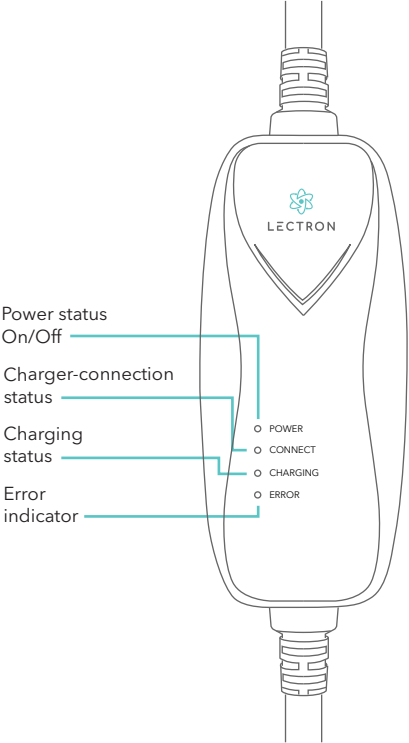 LECTRON
Power status
On/Off
Charger-connection
status
Charging
status
Error
indicator
POWER
CONNECT
CHARGING
ERROR